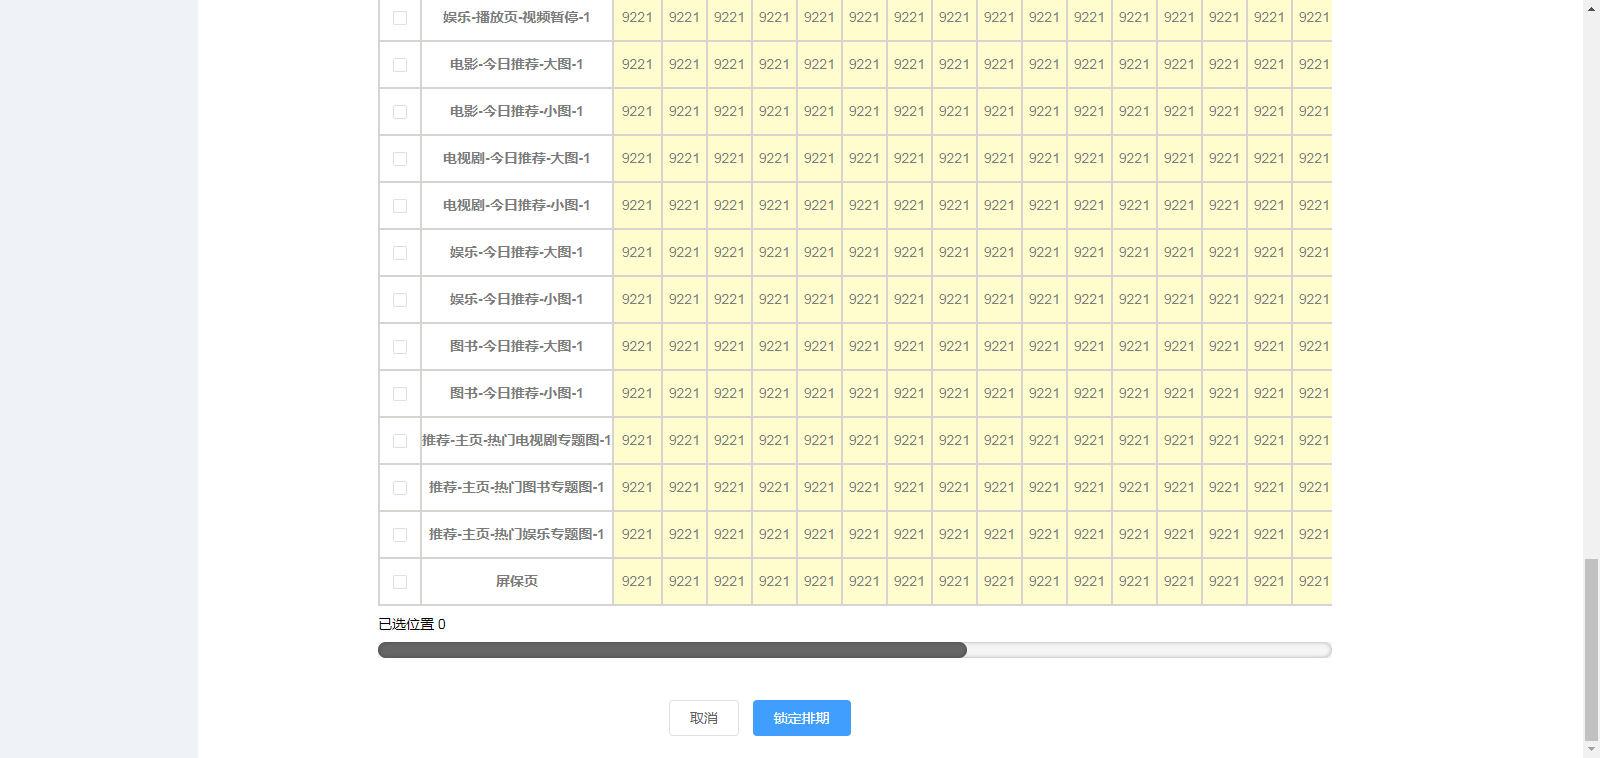 娱乐-播放页-视频暂停-1 9221 9221 9221 9221 9221 9221 9221 9221 9221 9221 9221 9221 9221 9221 9221 9221
电影-今日推荐-大图-1 9221 9221 9221 9221 9221 9221 9221 9221 9221 9221 9221 9221 9221 9221 9221 9221
电影-今日推荐-小图-1 9221 9221 9221 9221 9221 9221 9221 9221 9221 9221 9221 9221 9221 9221 9221 9221
电视剧-今日推荐-大图-1 9221 9221 9221 9221 9221 9221 9221 9221 9221 9221 9221 9221 9221 9221 9221 9221
电视剧-今日推荐-小图-1 9221 9221 9221 9221 9221 9221 9221 9221 9221 9221 9221 9221 9221 9221 9221 9221
娱乐-今日推荐-大图-1 9221 9221 9221 9221 9221 9221 9221 9221 9221 9221 9221 9221 9221 9221 9221 9221
娱乐-今日推荐-小图-1 9221 9221 9221 9221 9221 9221 9221 9221 9221 9221 9221 9221 9221 9221 9221 9221
图书-今日推荐-大图-1 9221 9221 9221 9221 9221 9221 9221 9221 9221 9221 9221 9221 9221 9221 9221 9221
图书-今日推荐-小图-1 9221 9221 9221 9221 9221 9221 9221 9221 9221 9221 9221 9221 9221 9221 9221 9221
推荐-主页-热门电视剧专题图-1 9221 9221 9221 9221 9221 9221 9221 9221 9221 9221 9221 9221 9221 9221 9221 9221
推荐-主页-热门图书专题图-1 9221 9221 9221 9221 9221 9221 9221 9221 9221 9221 9221 9221 9221 9221 9221 9221
推荐-主页-热门娱乐专题图-1 9221 9221 9221 9221 9221 9221 9221 9221 9221 9221 9221 9221 9221 9221 9221 9221
屏保页 9221 9221 9221 9221 9221 9221 9221 9221 9221 9221 9221 9221 9221 9221 9221 9221
已选位置 0
取消 锁定排期